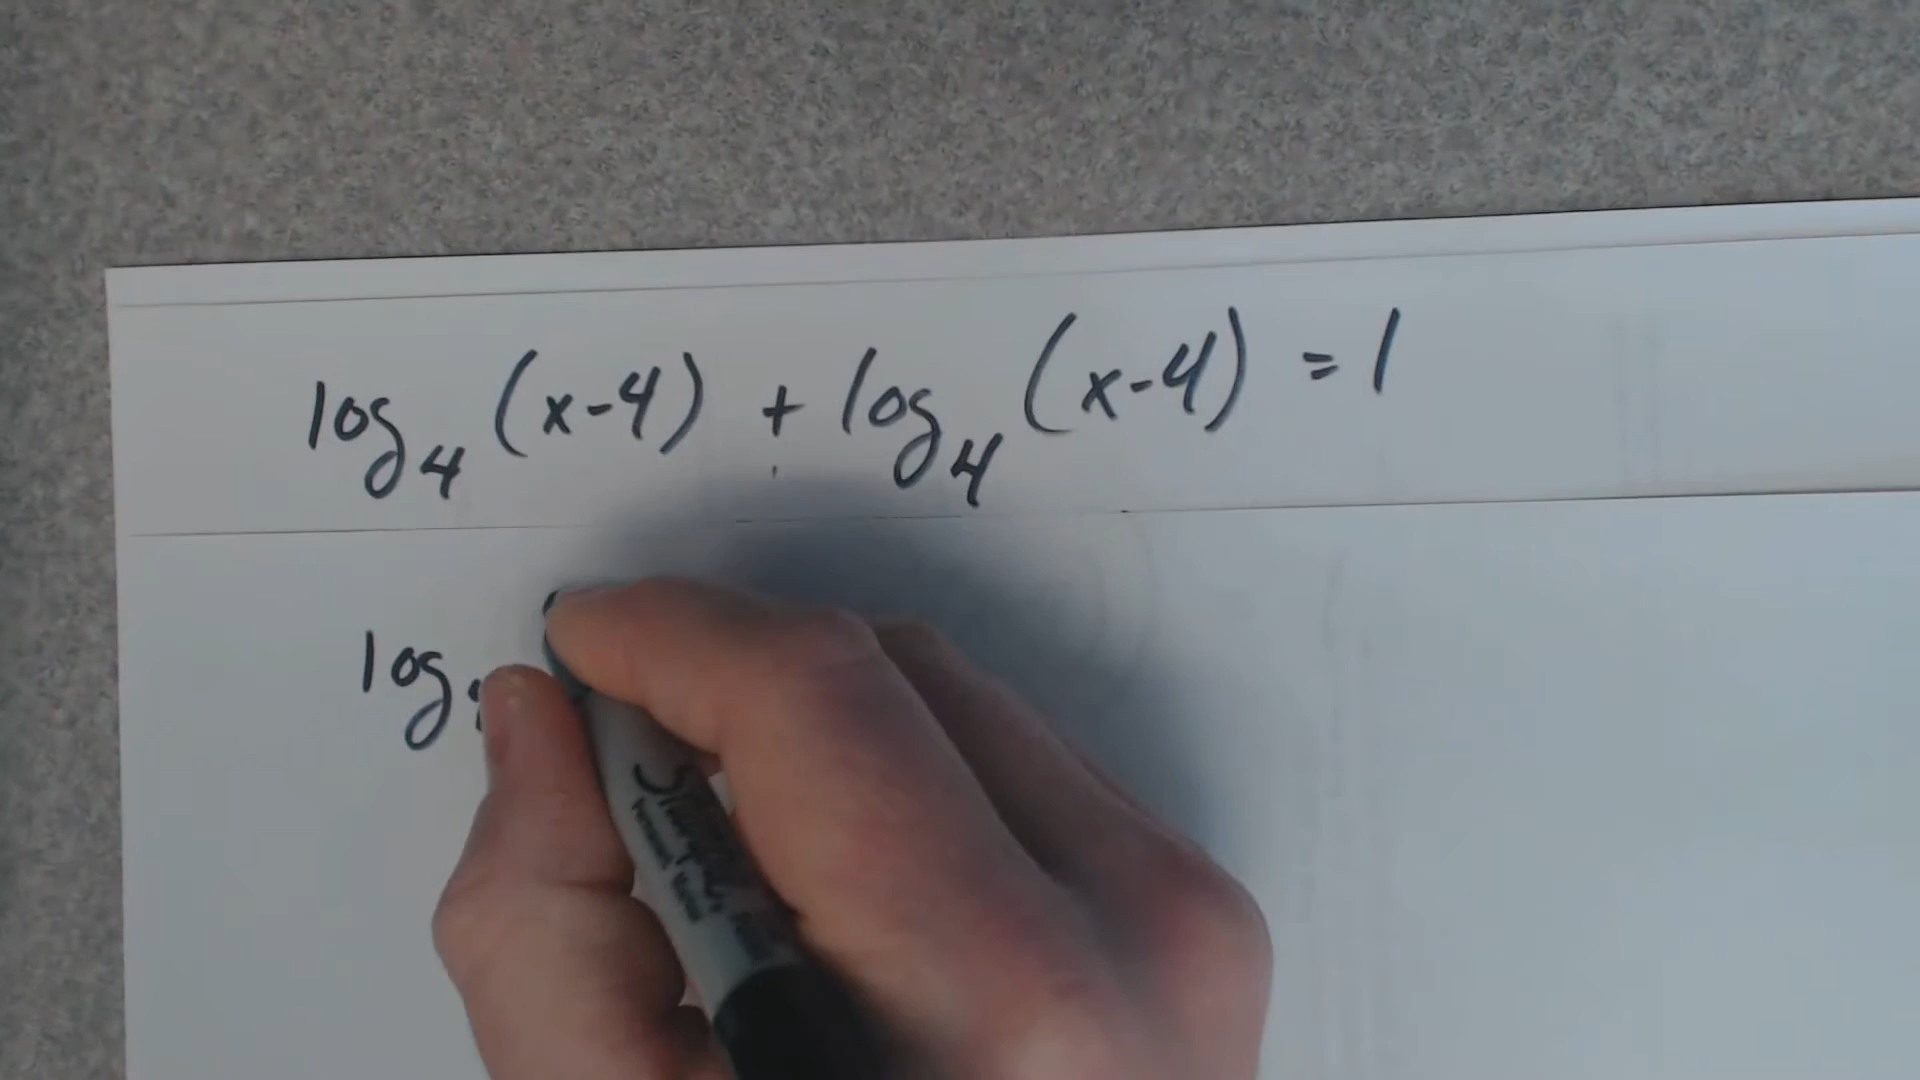 log₄ (x-4) + log₄ (x-4) = 1
log